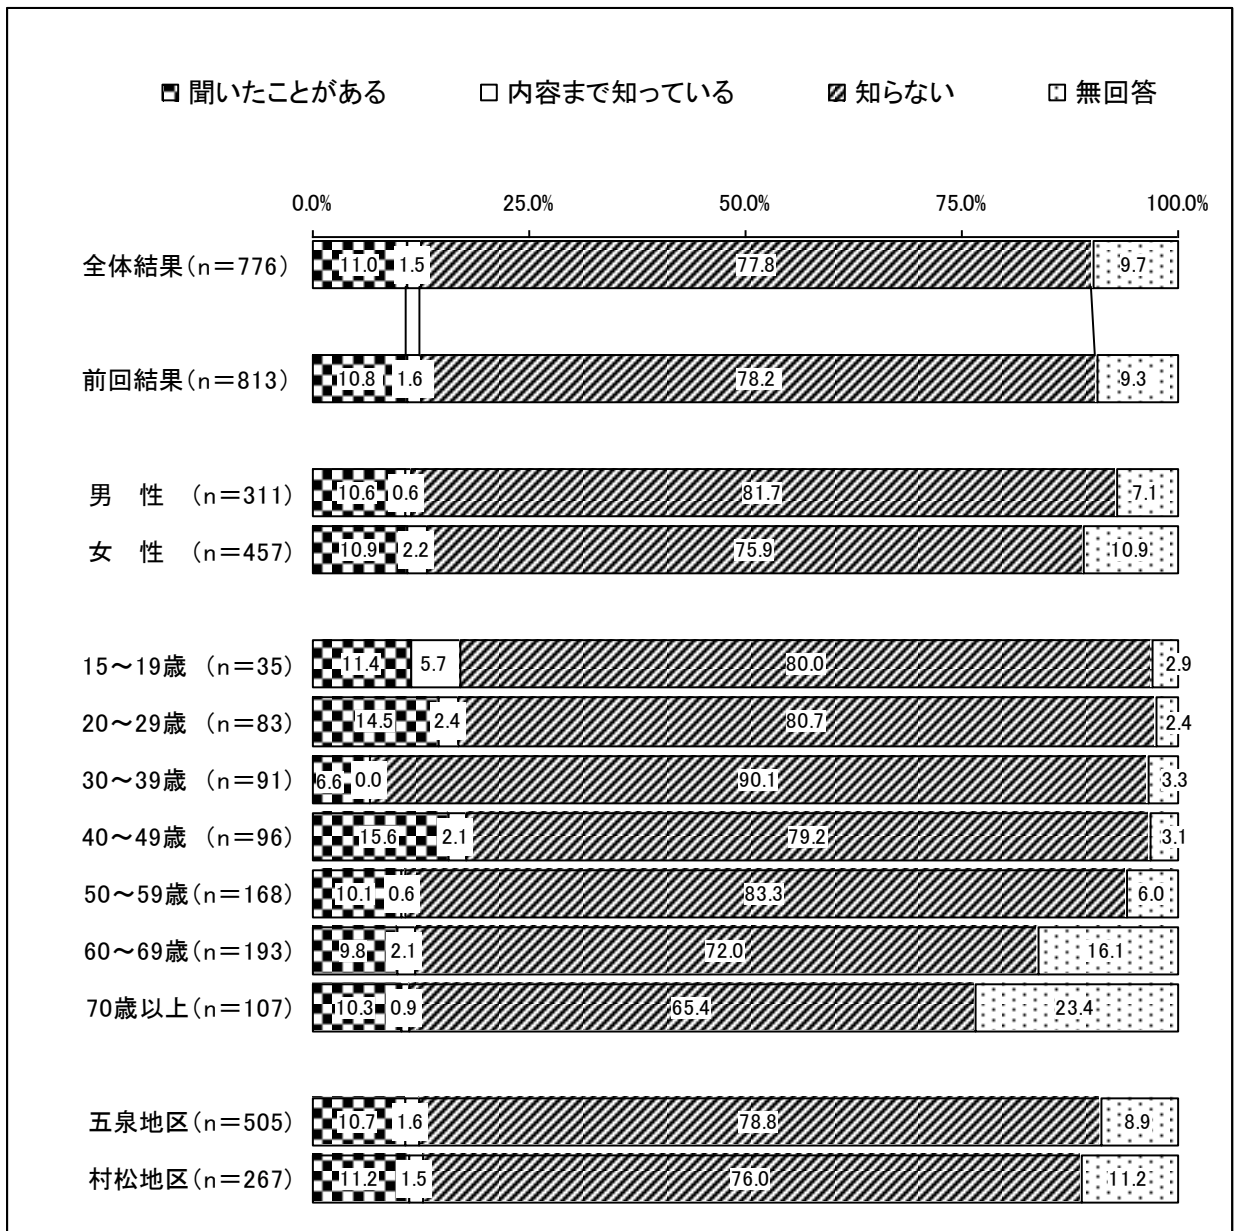 聞いたことがある 内容まで知っている 知らない 無回答
0.0% 25.0% 50.0% 75.0% 100.0%
全体結果(n=776) 11.0 1.5 77.8 9.7
前回結果(n=813) 10.8 1.6 78.2 9.3
男 性 (n=311) 10.6 0.6 81.7 7.1
女 性 (n=457) 10.9 2.2 75.9 10.9
15~19歳 (n=35) 11.4 5.7 80.0 2.9
20~29歳 (n=83) 14.5 2.4 80.7 2.4
30~39歳 (n=91) 6.6 0.0 90.1 3.3
40~49歳 (n=96) 15.6 2.1 79.2 3.1
50~59歳(n=168) 10.1 0.6 83.3 6.0
60~69歳(n=193) 9.8 2.1 72.0 16.1
70歳以上(n=107) 10.3 0.9 65.4 23.4
五泉地区(n=505) 10.7 1.6 78.8 8.9
村松地区(n=267) 11.2 1.5 76.0 11.2